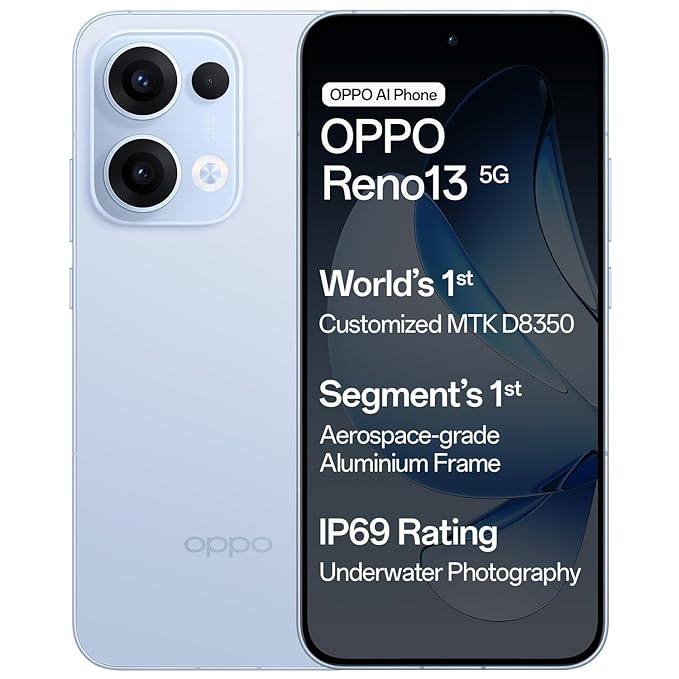 OPPO AI Phone
OPPO
Reno13 5G
World's 1st
Customized MTK D8350
Segment's 1st
Aerospace-grade
Aluminium Frame
IP69 Rating
Underwater Photography
oppo